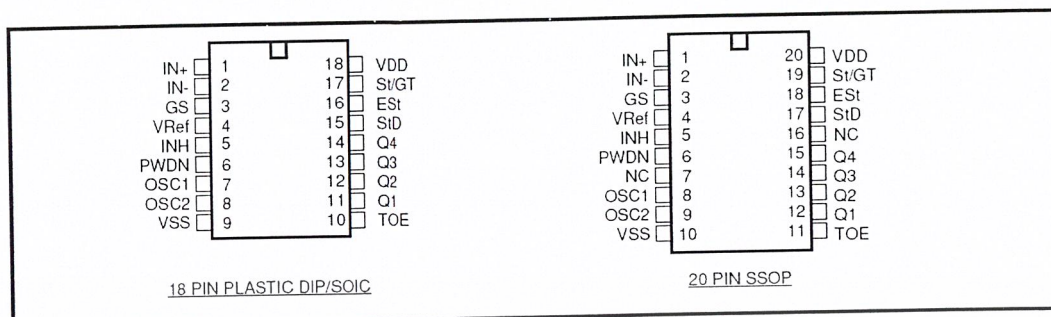 IN+ 1 18 VDD
IN- 2 17 St/GT
GS 3 16 ESt
VRef 4 15 StD
INH 5 14 Q4
PWDN 6 13 Q3
OSC1 7 12 Q2
OSC2 8 11 Q1
VSS 9 10 TOE
18 PIN PLASTIC DIP/SOIC
IN+ 1 20 VDD
IN- 2 19 St/GT
GS 3 18 ESt
VRef 4 17 StD
INH 5 16 NC
PWDN 6 15 Q4
NC 7 14 Q3
OSC1 8 13 Q2
OSC2 9 12 Q1
VSS 10 11 TOE
20 PIN SSOP